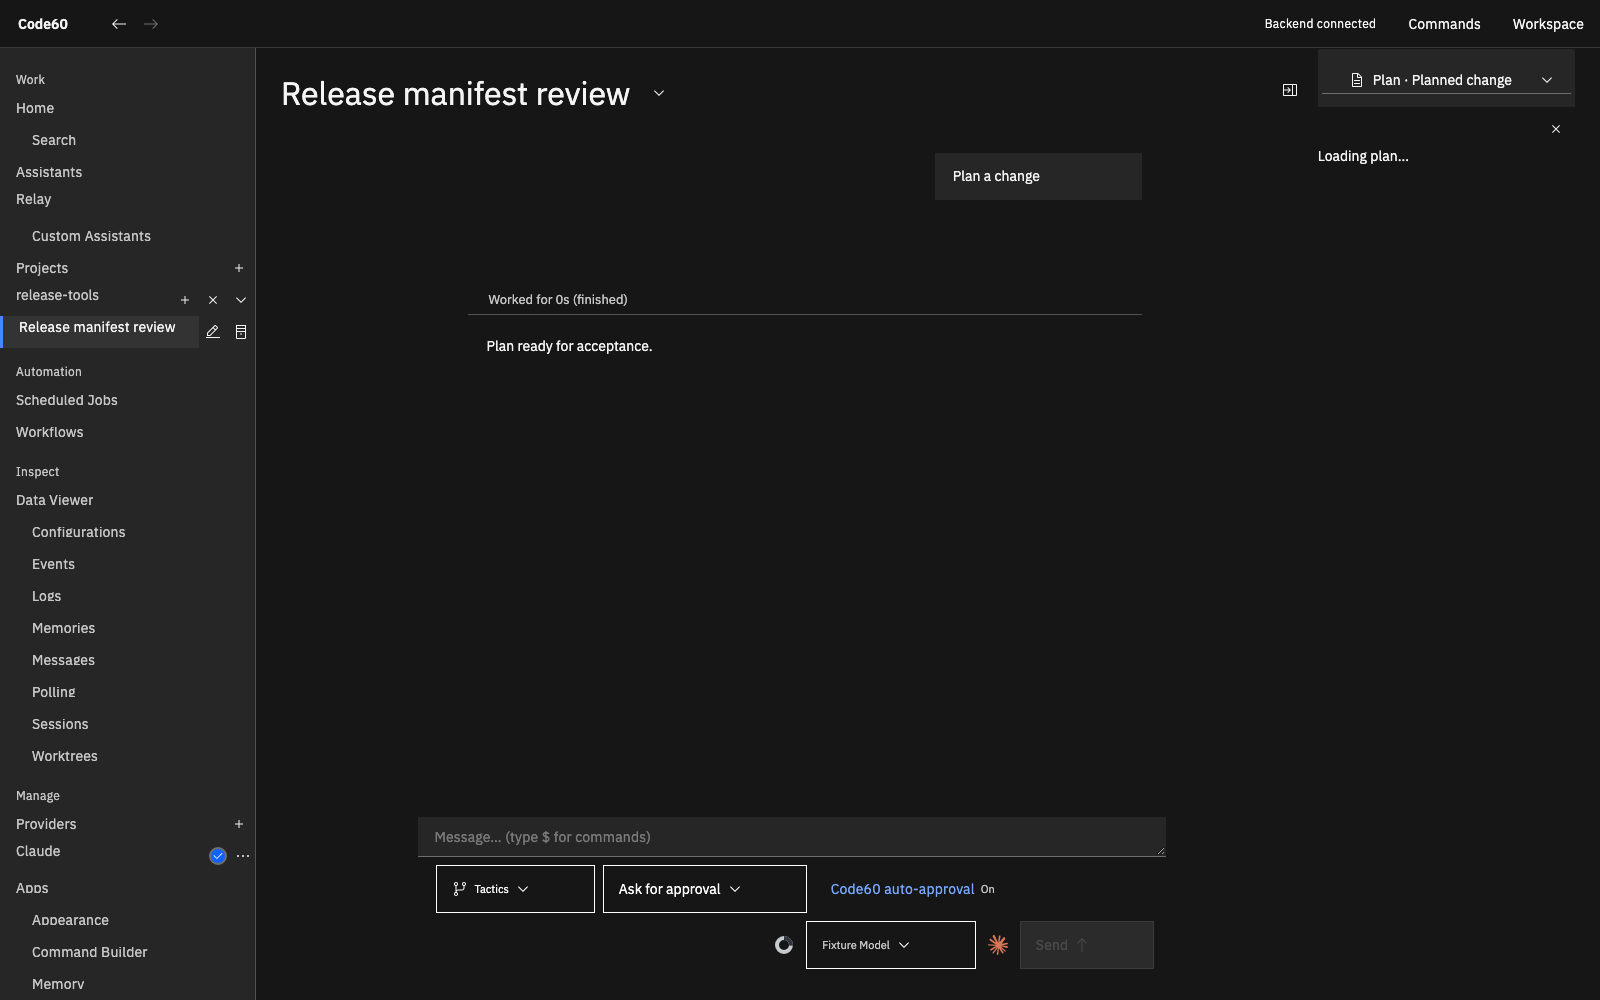 Code60
Backend connected
Commands
Workspace
Work
Home
Search
Assistants
Relay
Custom Assistants
Projects
release-tools
Release manifest review
Automation
Scheduled Jobs
Workflows
Inspect
Data Viewer
Configurations
Events
Logs
Memories
Messages
Polling
Sessions
Worktrees
Manage
Providers
Claude
Apps
Appearance
Command Builder
Memory
Release manifest review
Plan a change
Worked for 0s (finished)
Plan ready for acceptance.
Message... (type $ for commands)
Tactics
Ask for approval
Code60 auto-approval On
Fixture Model
Send
Plan · Planned change
Loading plan...